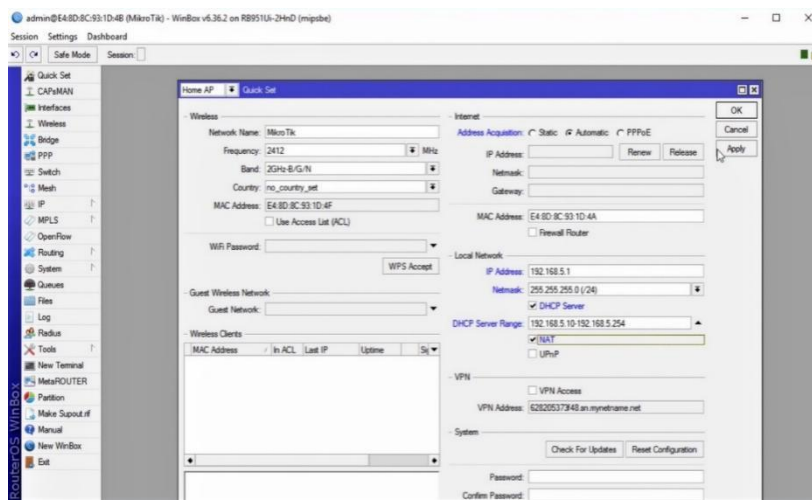 admin@E4:8D:8C:93:1D:4B (MikroTik) - WinBox v6.36.2 on RB951Ui-2HnD (mipsbe)
Session Settings Dashboard
Safe Mode Session:
Quick Set
CAPsMAN
Interfaces
Wireless
Bridge
PPP
Switch
Mesh
IP
MPLS
OpenFlow
Routing
System
Queues
Files
Log
Radius
Tools
New Terminal
MetaROUTER
Partition
Make Supout.rif
Manual
New WinBox
Exit
RouterOS WinBox
Home AP Quick Set
Wireless
Network Name: MikroTik
Frequency: 2412 MHz
Band: 2GHz-B/G/N
Country: no_country_set
MAC Address: E4:8D:8C:93:1D:4F
Use Access List (ACL)
WiFi Password:
WPS Accept
Guest Wireless Network
Guest Network:
Wireless Clients
MAC Address In ACL Last IP Uptime
Internet
Address Acquisition: Static Automatic PPPoE
IP Address: Renew Release
Netmask:
Gateway:
MAC Address: E4:8D:8C:93:1D:4A
Firewall Router
Local Network
IP Address: 192.168.5.1
Netmask: 255.255.255.0 (/24)
DHCP Server
DHCP Server Range: 192.168.5.10-192.168.5.254
NAT
UPnP
VPN
VPN Access
VPN Address: 628205373f48.sn.mynetname.net
System
Check For Updates Reset Configuration
Password:
Confirm Password:
OK
Cancel
Apply